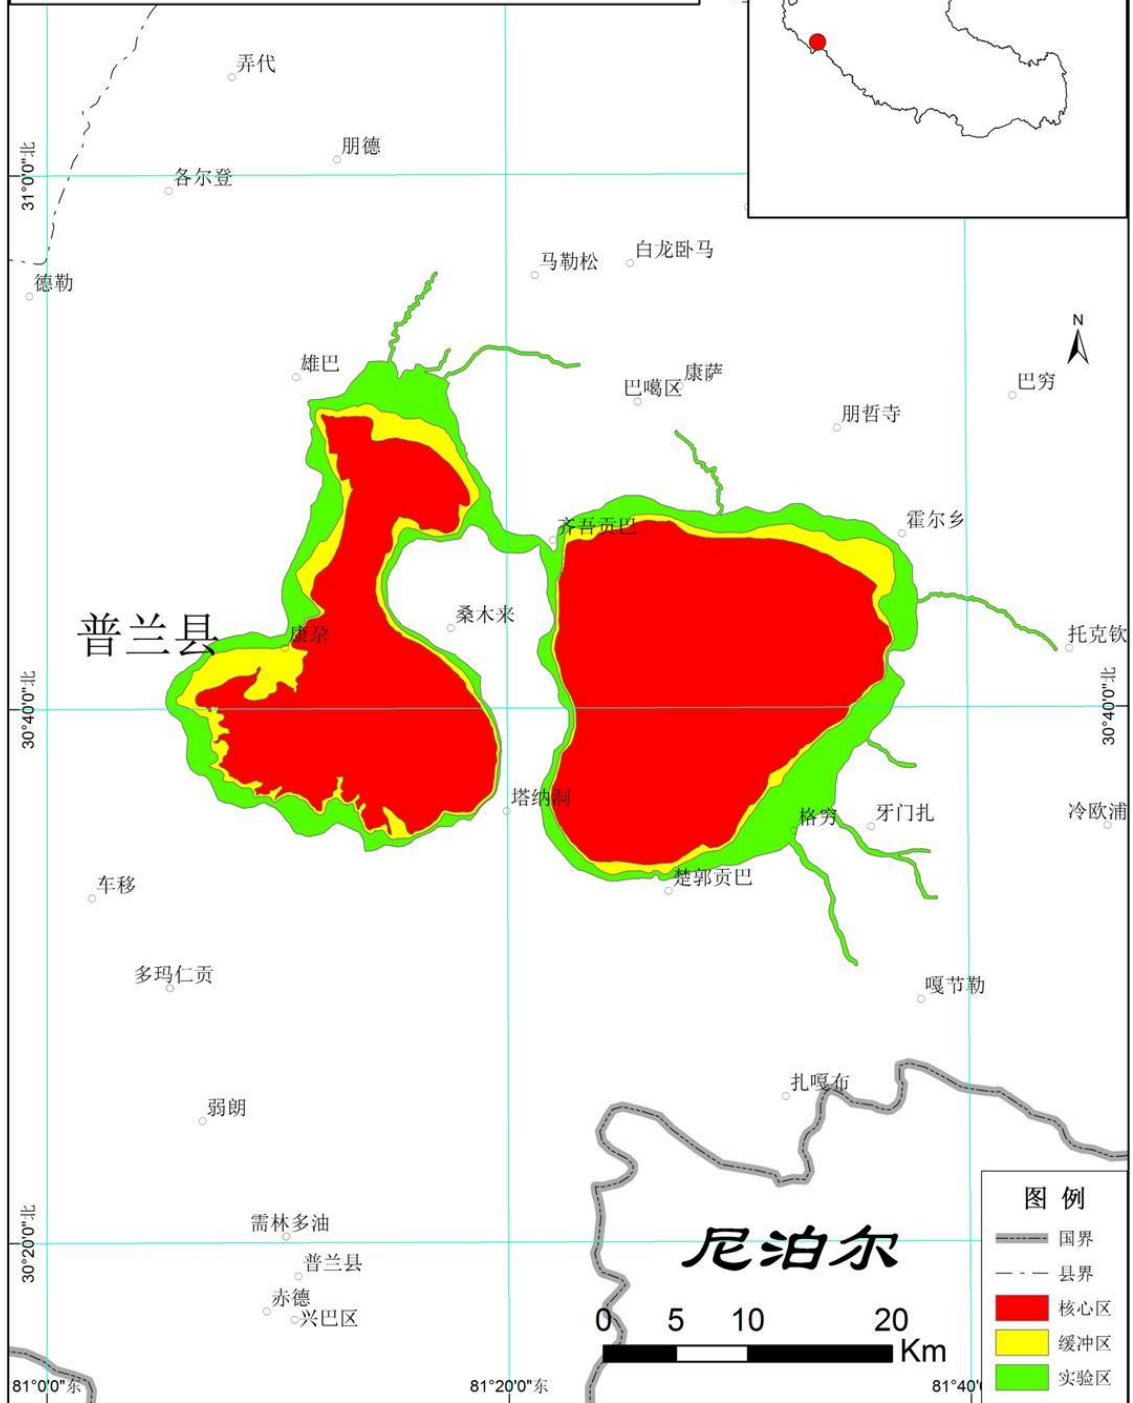 弄代
朋德
31°0'0"北
各尔登
白龙卧马
马勒松
德勒
N
雄巴
康萨
巴噶区
巴穷
朋哲寺
霍尔乡
齐吾贡巴
桑木来
普兰县
康尕
托克钦
30°40'0"北
30°40'0"北
塔纳洞
格穷
牙门扎
冷欧浦
楚郭贡巴
车移
多玛仁贡
嘎节勒
扎嘎布
弱朗
图 例
需林多油
30°20'0"北
尼泊尔
国界
普兰县
县界
赤德
兴巴区
0 5 10 20
Km
核心区
缓冲区
实验区
81°0'0"东
81°20'0"东
81°40'